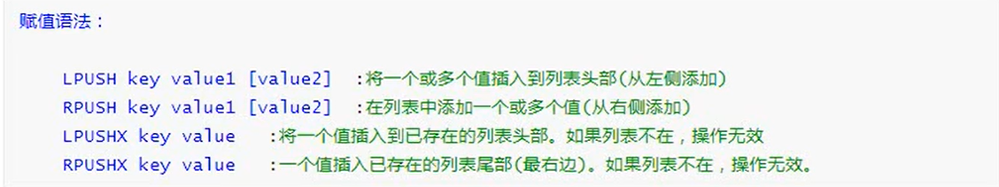 赋值语法：
LPUSH key value1 [value2]  :将一个或多个值插入到列表头部(从左侧添加)
RPUSH key value1 [value2]  :在列表中添加一个或多个值(从右侧添加)
LPUSHX key value  :将一个值插入到已存在的列表头部。如果列表不在，操作无效
RPUSHX key value  :一个值插入已存在的列表尾部(最右边)。如果列表不在，操作无效。